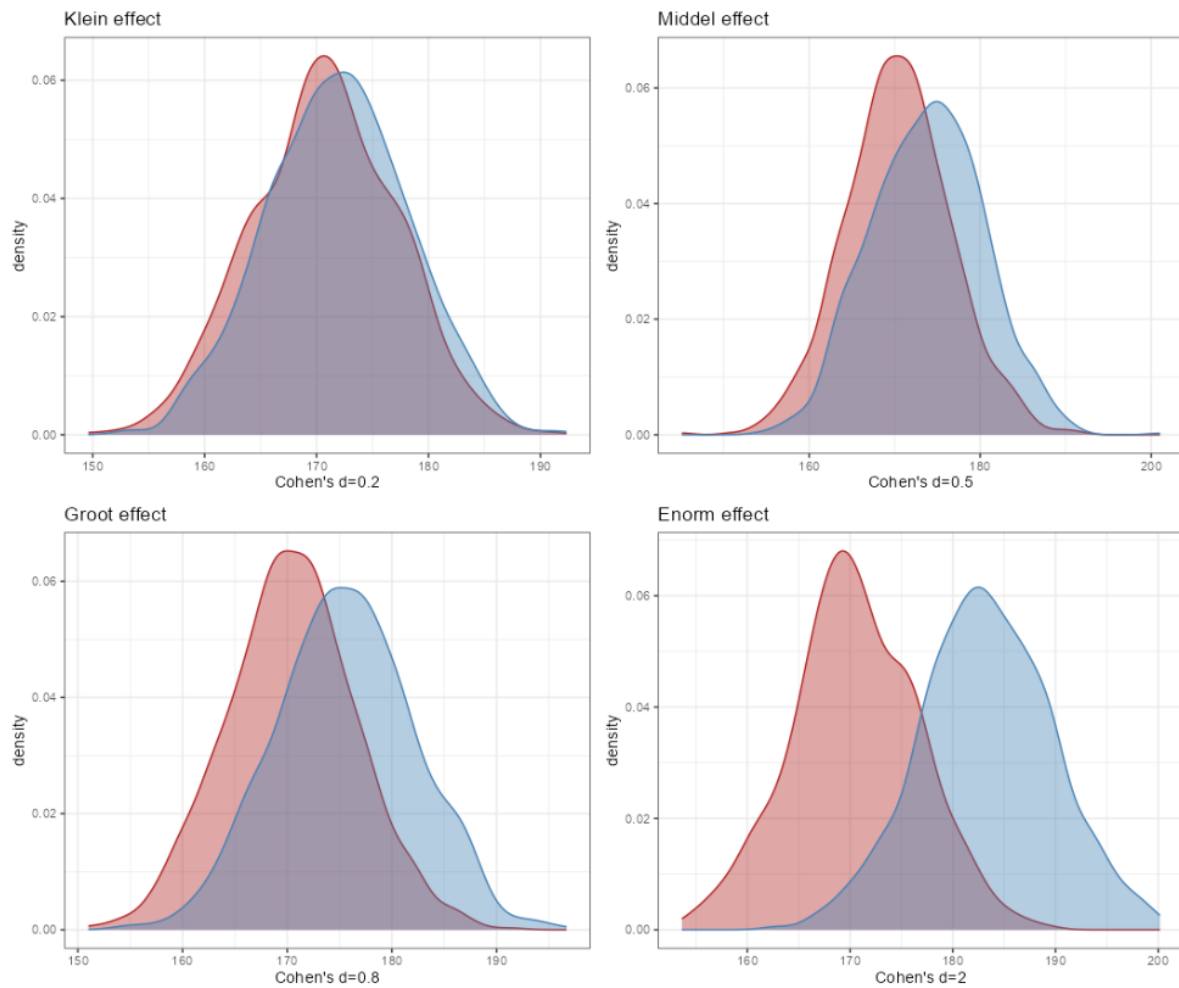 Klein effect
density
0.06
0.04
0.02
0.00
150 160 170 180 190
Cohen's d=0.2
Middel effect
density
0.06
0.04
0.02
0.00
160 180 200
Cohen's d=0.5
Groot effect
density
0.06
0.04
0.02
0.00
150 160 170 180 190
Cohen's d=0.8
Enorm effect
density
0.06
0.04
0.02
0.00
160 170 180 190 200
Cohen's d=2